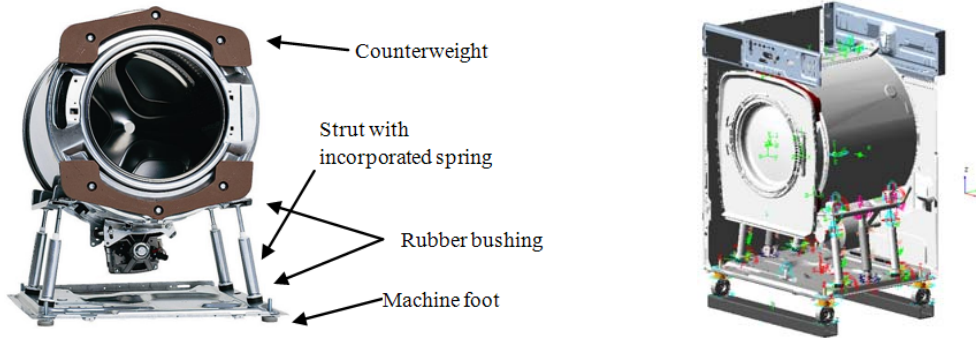 Counterweight
Strut with
incorporated spring
Rubber bushing
Machine foot
z